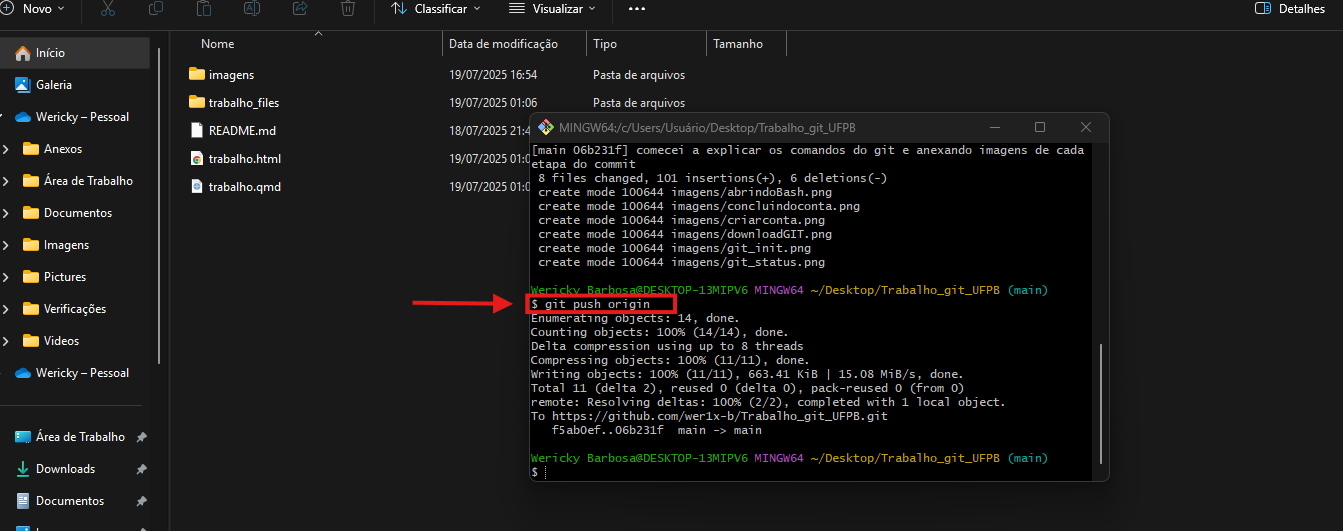 Novo
Classificar
Visualizar
Detalhes
Início
Galeria
Wericky – Pessoal
Anexos
Área de Trabalho
Documentos
Imagens
Pictures
Verificações
Videos
Wericky – Pessoal
Área de Trabalho
Downloads
Documentos
Nome Data de modificação Tipo Tamanho
imagens 19/07/2025 16:54 Pasta de arquivos
trabalho_files 19/07/2025 01:06 Pasta de arquivos
README.md 18/07/2025 21:4
trabalho.html 19/07/2025 01:0
trabalho.qmd 19/07/2025 01:0
MINGW64:/c/Users/Usuário/Desktop/Trabalho_git_UFPB
[main 06b231f] comecei a explicar os comandos do git e anexando imagens de cada
etapa do commit
8 files changed, 101 insertions(+), 6 deletions(-)
create mode 100644 imagens/abrindoBash.png
create mode 100644 imagens/concluindoconta.png
create mode 100644 imagens/criarconta.png
create mode 100644 imagens/downloadGIT.png
create mode 100644 imagens/git_init.png
create mode 100644 imagens/git_status.png
Wericky Barbosa@DESKTOP-13MIPV6 MINGW64 ~/Desktop/Trabalho_git_UFPB (main)
$ git push origin
Enumerating objects: 14, done.
Counting objects: 100% (14/14), done.
Delta compression using up to 8 threads
Compressing objects: 100% (11/11), done.
Writing objects: 100% (11/11), 663.41 KiB | 15.08 MiB/s, done.
Total 11 (delta 2), reused 0 (delta 0), pack-reused 0 (from 0)
remote: Resolving deltas: 100% (2/2), completed with 1 local object.
To https://github.com/wer1x-b/Trabalho_git_UFPB.git
f5ab0ef..06b231f main -> main
Wericky Barbosa@DESKTOP-13MIPV6 MINGW64 ~/Desktop/Trabalho_git_UFPB (main)
$